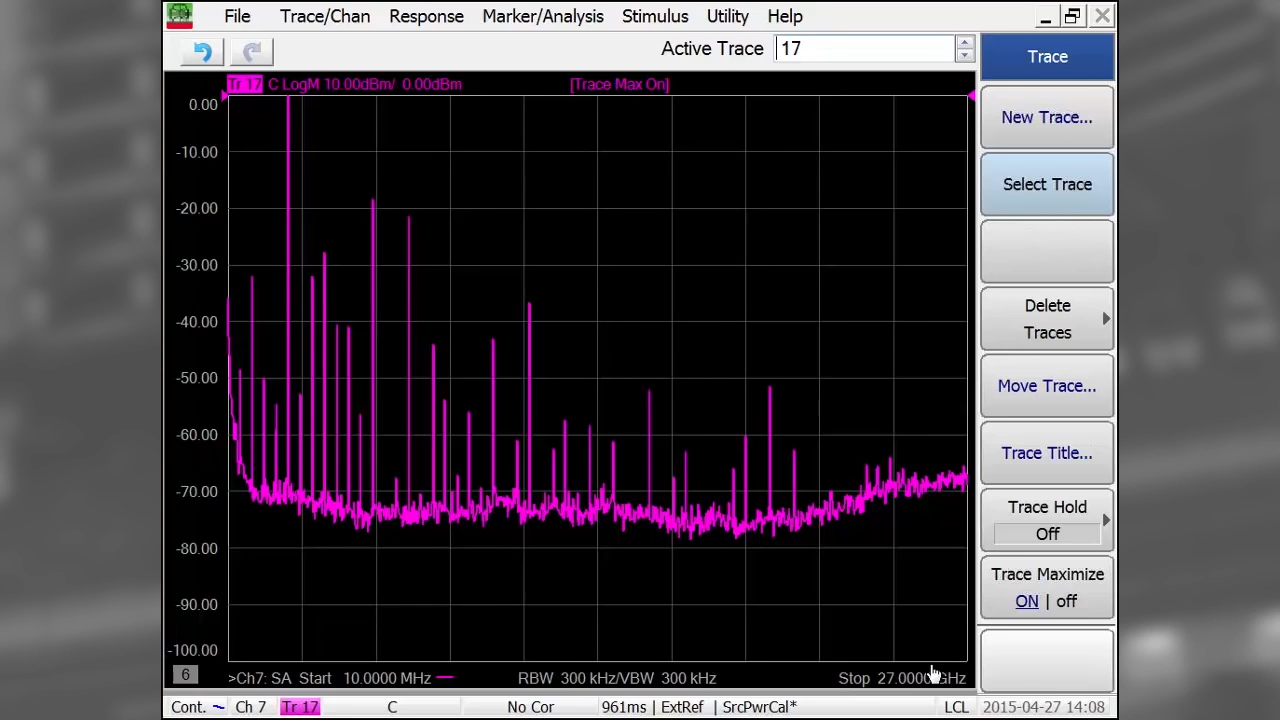 File Trace/Chan Response Marker/Analysis Stimulus Utility Help
Active Trace 17
Trace
Tr 17 C LogM 10.00dBm/ 0.00dBm [Trace Max On]
0.00
-10.00
-20.00
-30.00
-40.00
-50.00
-60.00
-70.00
-80.00
-90.00
-100.00
New Trace...
Select Trace
Delete
Traces
Move Trace...
Trace Title...
Trace Hold
Off
Trace Maximize
ON | off
6 >Ch7: SA Start 10.0000 MHz RBW 300 kHz/VBW 300 kHz Stop 27.0000 GHz
Cont. Ch 7 Tr 17 C No Cor 961ms ExtRef SrcPwrCal* LCL 2015-04-27 14:08